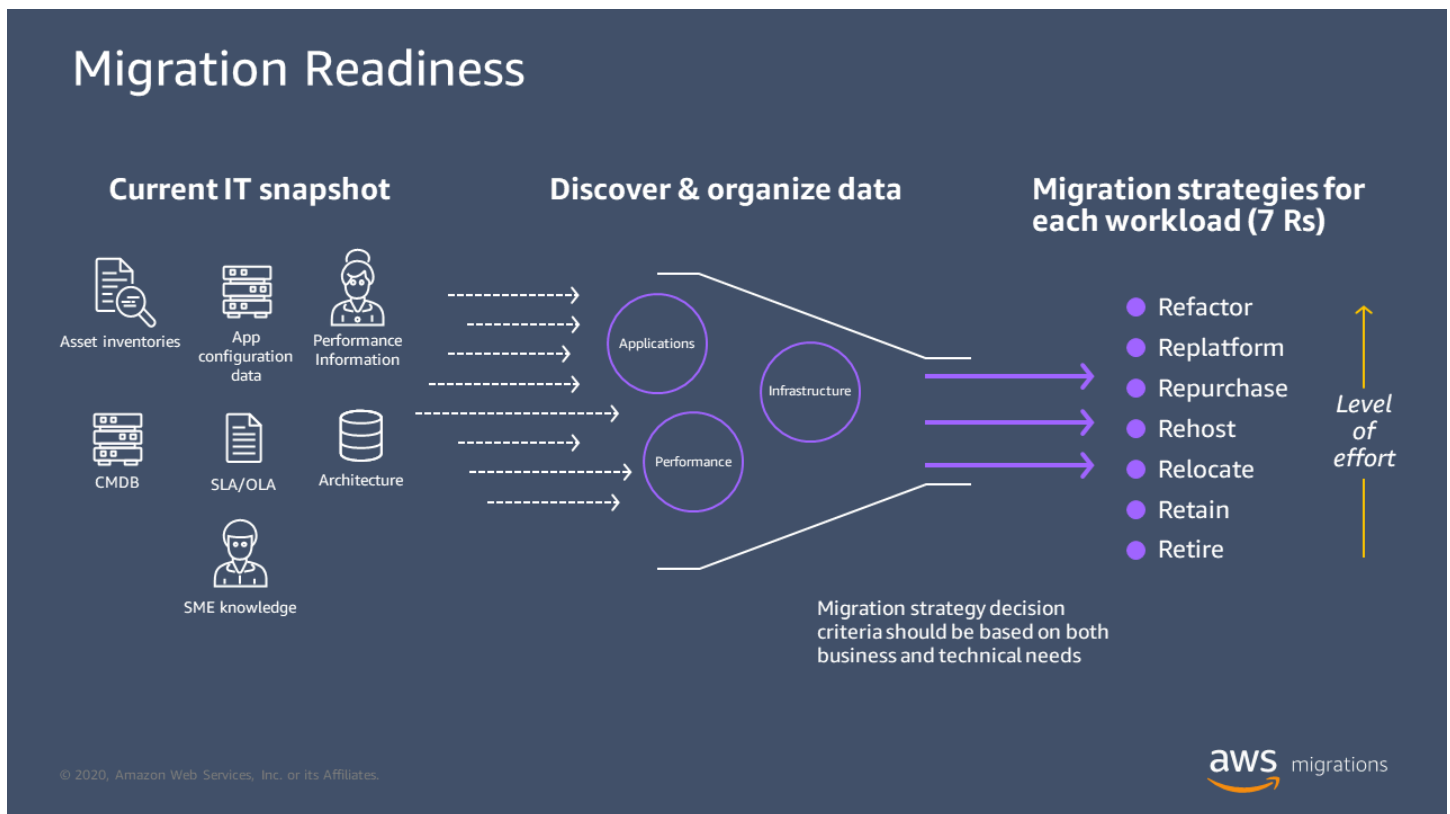 Migration Readiness
Current IT snapshot
Asset inventories
App
configuration
data
Performance
Information
CMDB
SLA/OLA
Architecture
SME knowledge
Discover & organize data
Applications
Infrastructure
Performance
Migration strategies for
each workload (7 Rs)
Refactor
Replatform
Repurchase
Rehost
Relocate
Retain
Retire
Level
of
effort
Migration strategy decision
criteria should be based on both
business and technical needs
© 2020, Amazon Web Services, Inc. or its Affiliates.
aws migrations